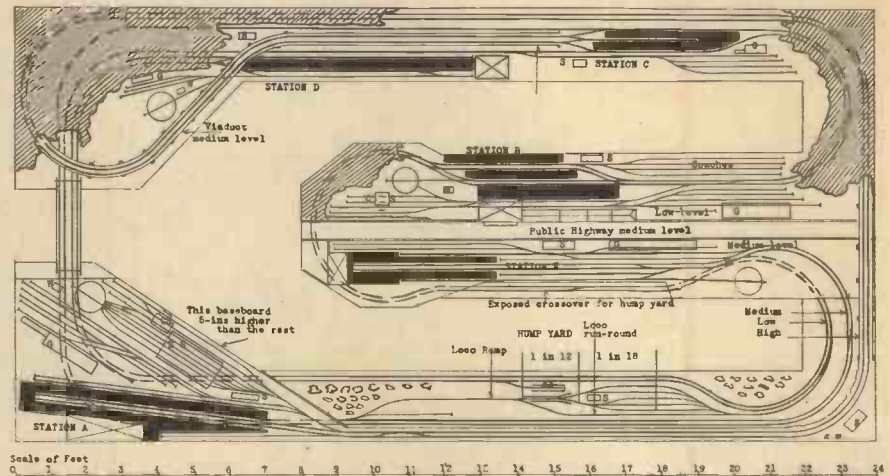 S
G
S
STATION C
STATION D
G
Viaduct
medium level
STATION B
S
Coaches
G
S
Low level
G
Public Highway medium level
S
G
Medium level
STATION E
Exposed crossover for hump yard
W
This baseboard
5-ins higher
than the rest
Medium
Low
High
HUMP YARD
Loco
run-round
Loco Ramp
1 in 12
1 in 18
S
G
S
S
STATION A
Scale of Feet
0 1 2 3 4 5 6 7 8 9 10 11 12 13 14 15 16 17 18 19 20 21 22 23 24